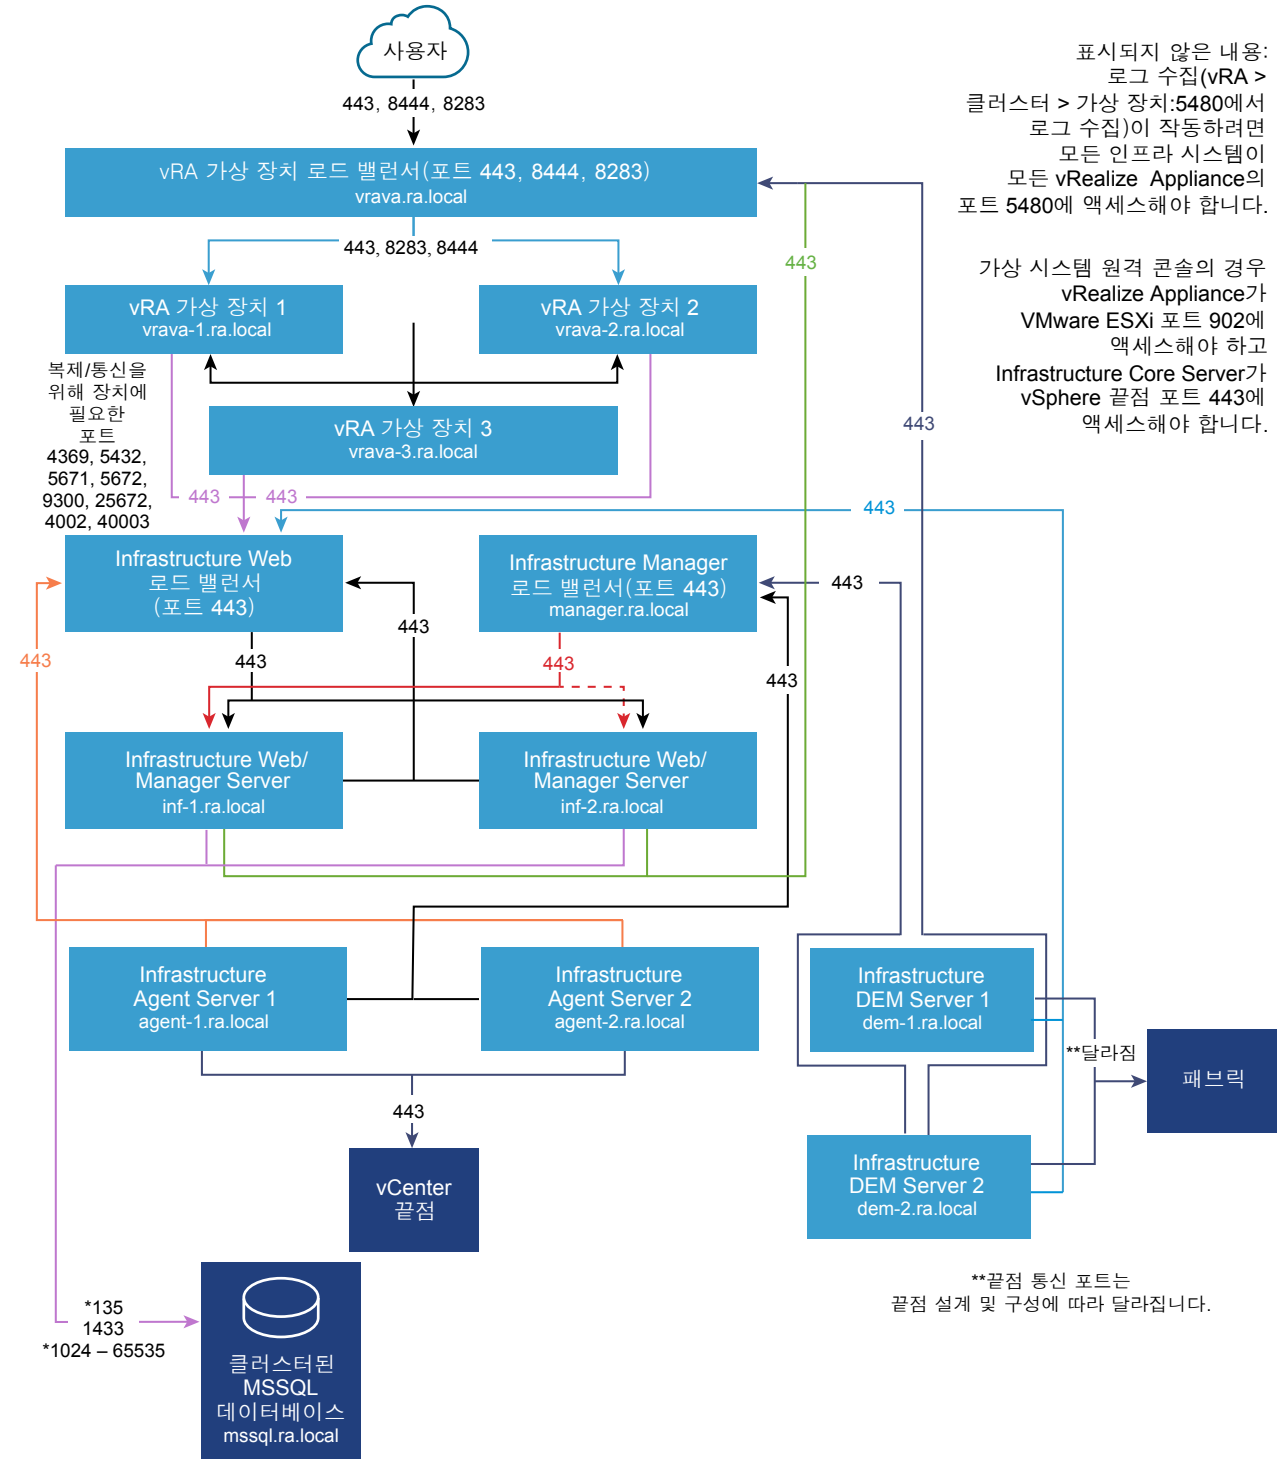 사용자
443, 8444, 8283
표시되지 않은 내용:
로그 수집(vRA >
클러스터 > 가상 장치:5480에서
로그 수집)이 작동하려면
모든 인프라 시스템이
모든 vRealize Appliance의
포트 5480에 액세스해야 합니다.
가상 시스템 원격 콘솔의 경우
vRealize Appliance가
VMware ESXi 포트 902에
액세스해야 하고
Infrastructure Core Server가
vSphere 끝점 포트 443에
액세스해야 합니다.
vRA 가상 장치 로드 밸런서(포트 443, 8444, 8283)
vrava.ra.local
443, 8283, 8444
443
vRA 가상 장치 1
vrava-1.ra.local
vRA 가상 장치 2
vrava-2.ra.local
복제/통신을
위해 장치에
필요한
포트
4369, 5432,
5671, 5672,
9300, 25672,
4002, 40003
vRA 가상 장치 3
vrava-3.ra.local
443
443
443
443
Infrastructure Web
로드 밸런서
(포트 443)
Infrastructure Manager
로드 밸런서(포트 443)
manager.ra.local
443
443
443
443
443
443
Infrastructure Web/
Manager Server
inf-1.ra.local
Infrastructure Web/
Manager Server
inf-2.ra.local
Infrastructure
Agent Server 1
agent-1.ra.local
Infrastructure
Agent Server 2
agent-2.ra.local
Infrastructure
DEM Server 1
dem-1.ra.local
**달라짐
패브릭
443
vCenter
끝점
Infrastructure
DEM Server 2
dem-2.ra.local
**끝점 통신 포트는
끝점 설계 및 구성에 따라 달라집니다.
*135
1433
*1024 – 65535
클러스터된
MSSQL
데이터베이스
mssql.ra.local